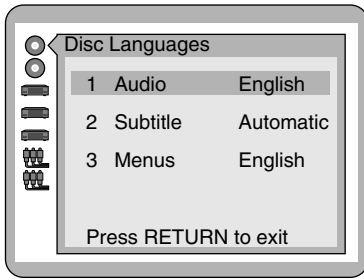 Disc Languages
1 Audio English
2 Subtitle Automatic
3 Menus English
Press RETURN to exit